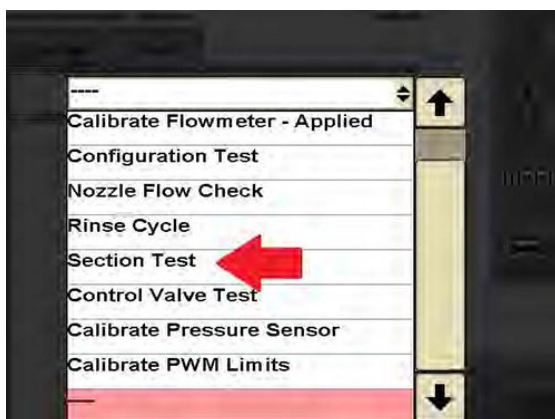 ----
Calibrate Flowmeter - Applied
Configuration Test
Nozzle Flow Check
Rinse Cycle
Section Test
Control Valve Test
Calibrate Pressure Sensor
Calibrate PWM Limits